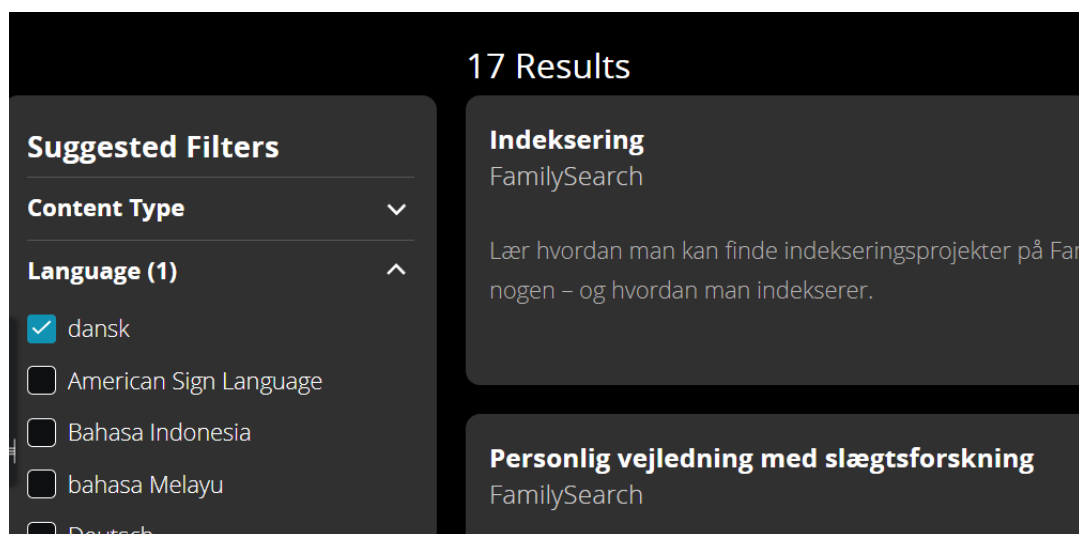 17 Results
Suggested Filters
Content Type
Language (1)
dansk
American Sign Language
Bahasa Indonesia
bahasa Melayu
Deutsch
Indeksering
FamilySearch
Lær hvordan man kan finde indekseringsprojekter på
nogen – og hvordan man indekserer.
Personlig vejledning med slægtsforskning
FamilySearch